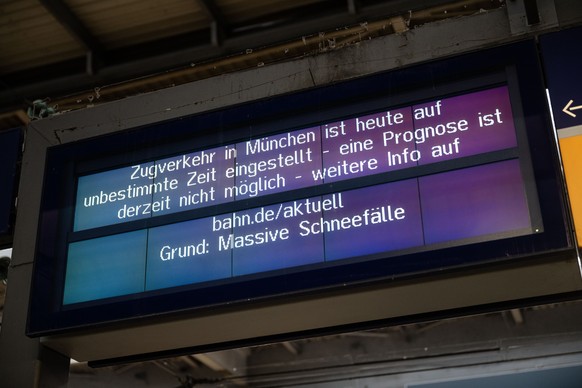 Zugverkehr in München ist heute auf
unbestimmte Zeit eingestellt - eine Prognose ist
derzeit nicht möglich - weitere Info auf
bahn.de/aktuell
Grund: Massive Schneefälle